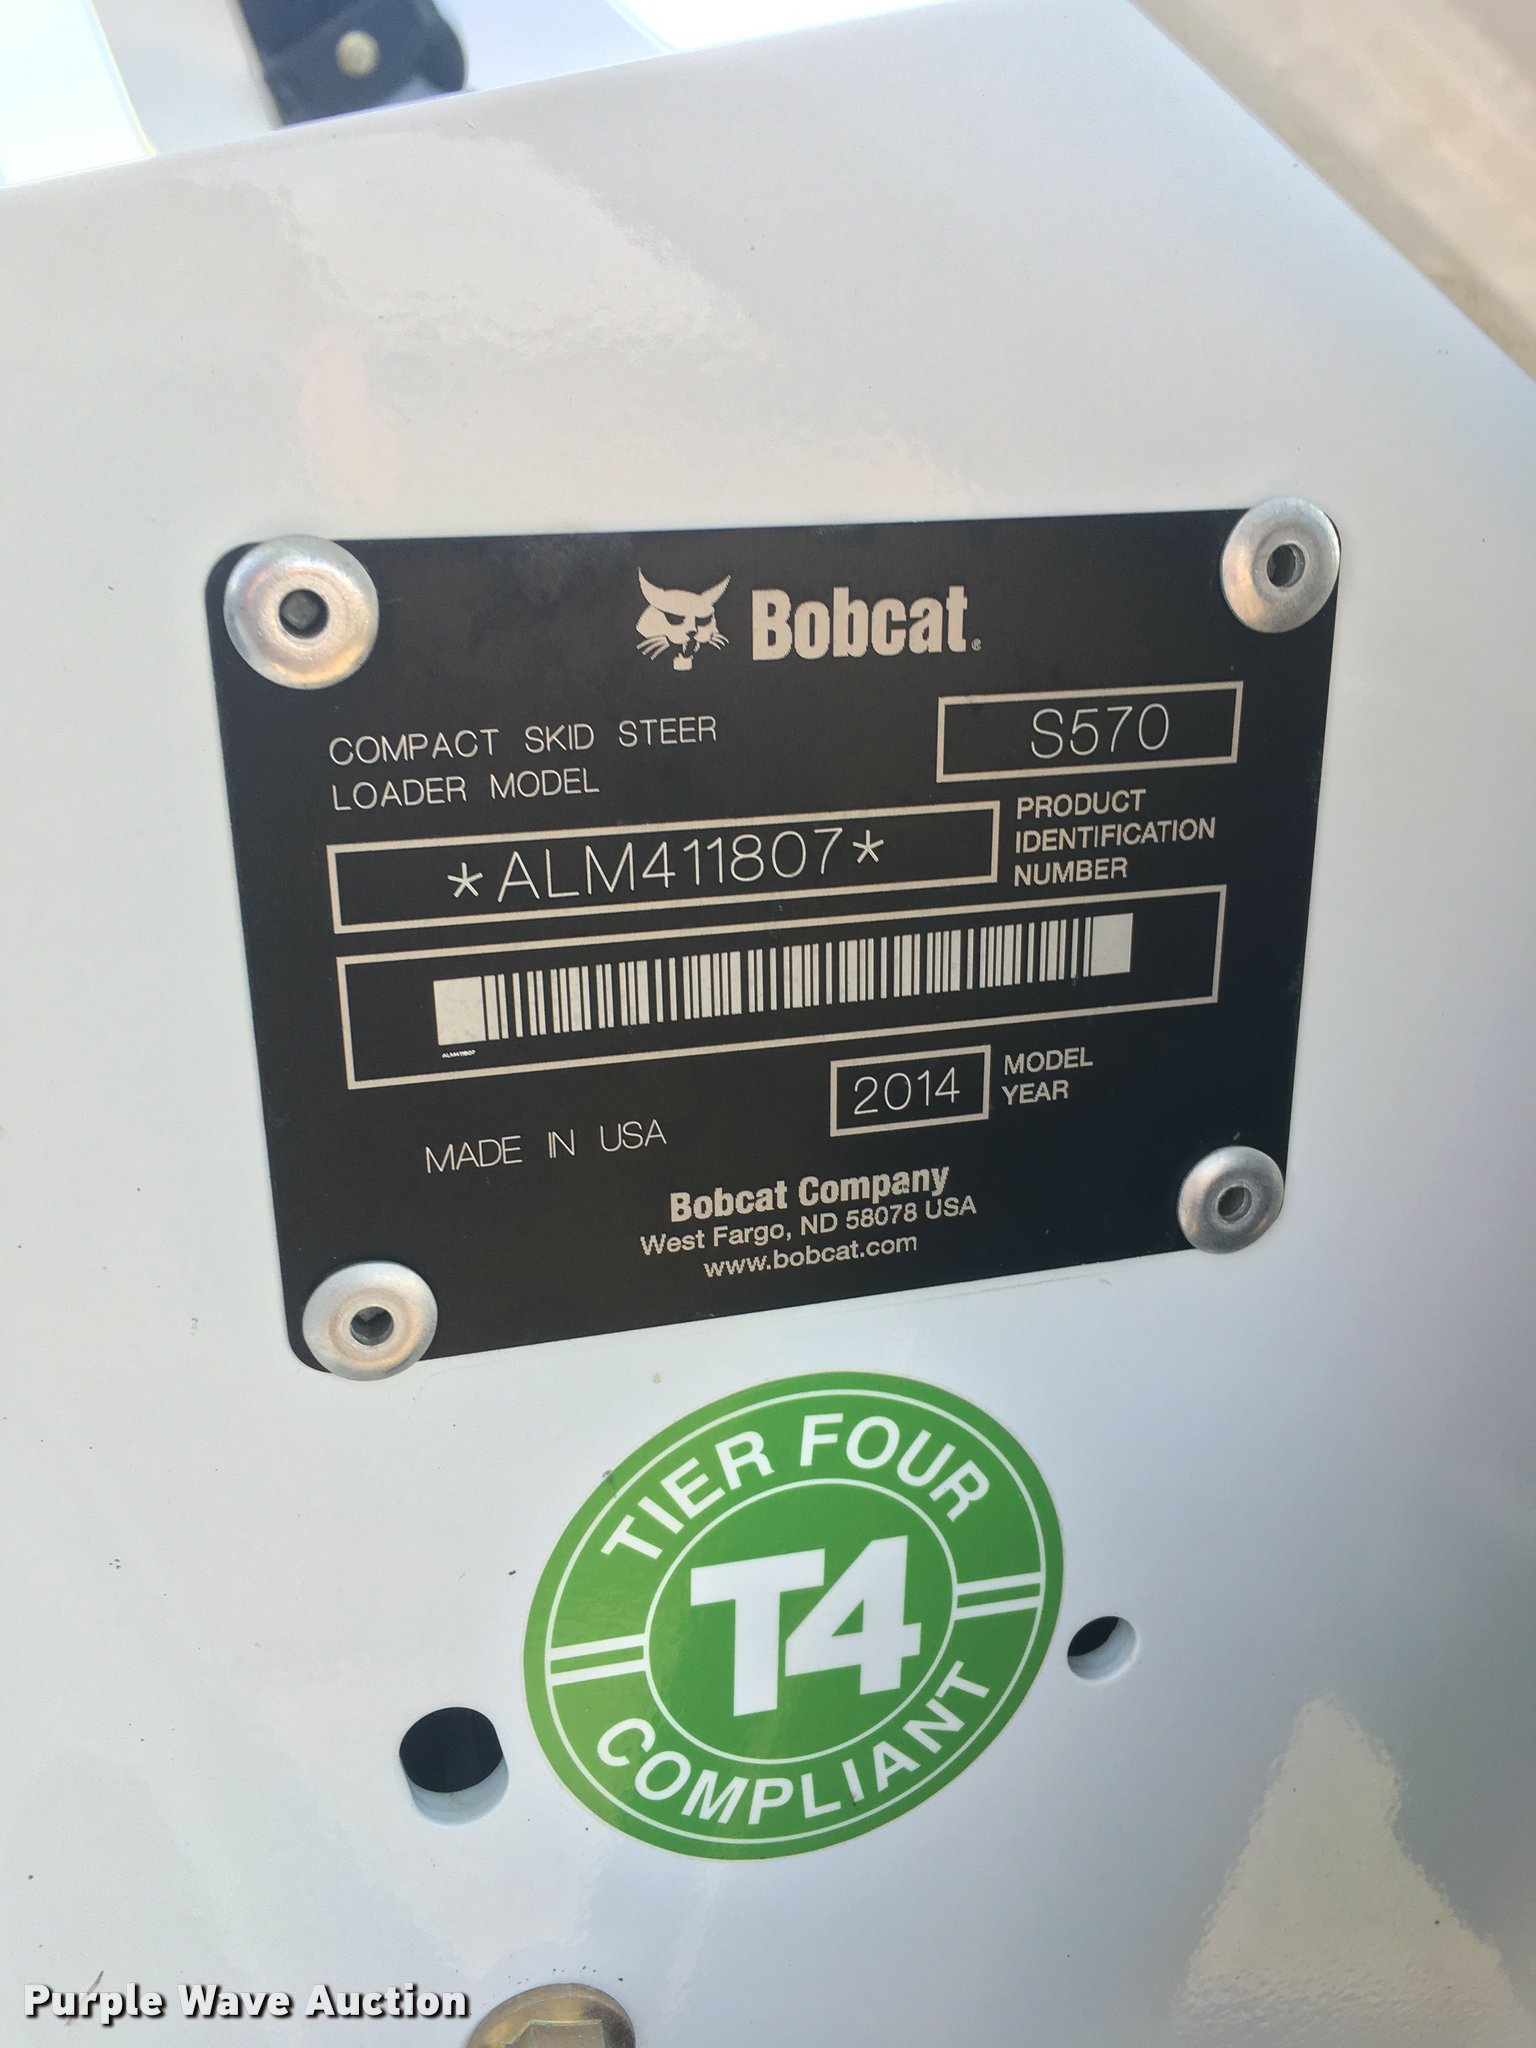 Bobcat®
COMPACT SKID STEER
LOADER MODEL
S570
*ALM411807*
PRODUCT
IDENTIFICATION
NUMBER
ALM411807
2014
MODEL
YEAR
MADE IN USA
Bobcat Company
West Fargo, ND 58078 USA
www.bobcat.com
TIER FOUR
T4
COMPLIANT
Purple Wave Auction